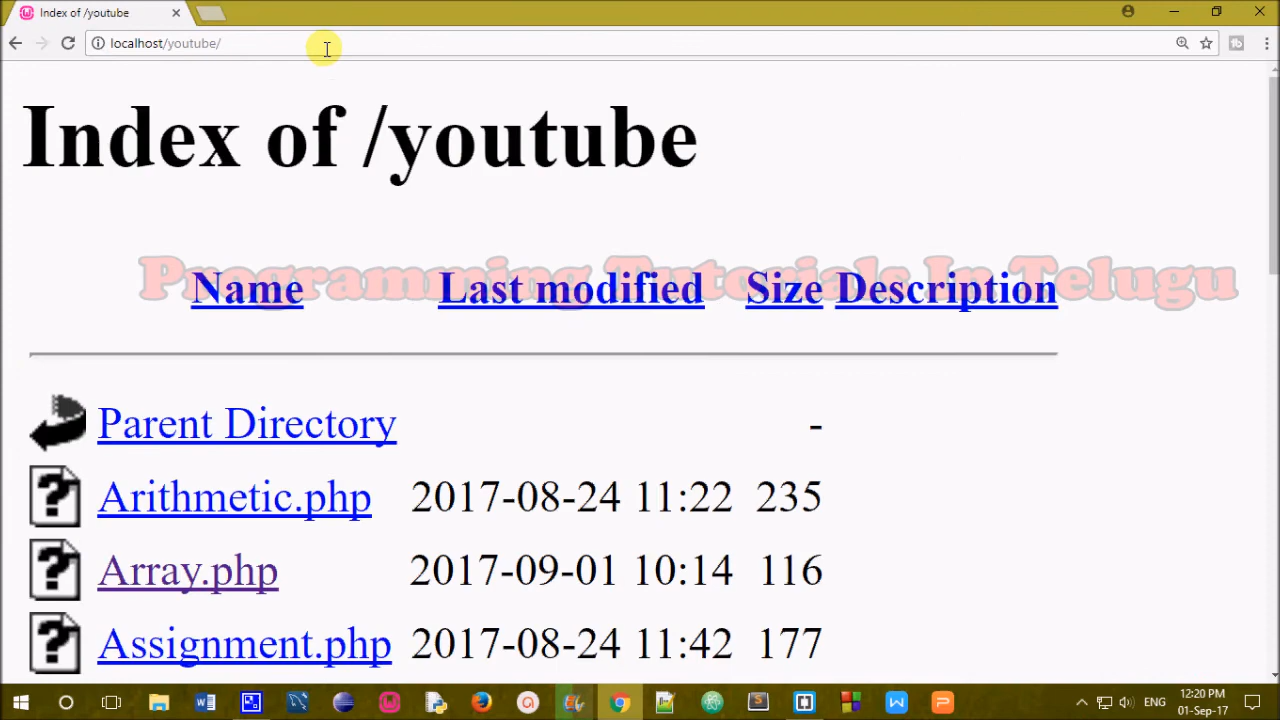 Index of /youtube
localhost/youtube/
Index of /youtube
Programming Tutorials In Telugu
Name Last modified Size Description
Parent Directory -
Arithmetic.php 2017-08-24 11:22 235
Array.php 2017-09-01 10:14 116
Assignment.php 2017-08-24 11:42 177
ENG
12:20 PM
01-Sep-17